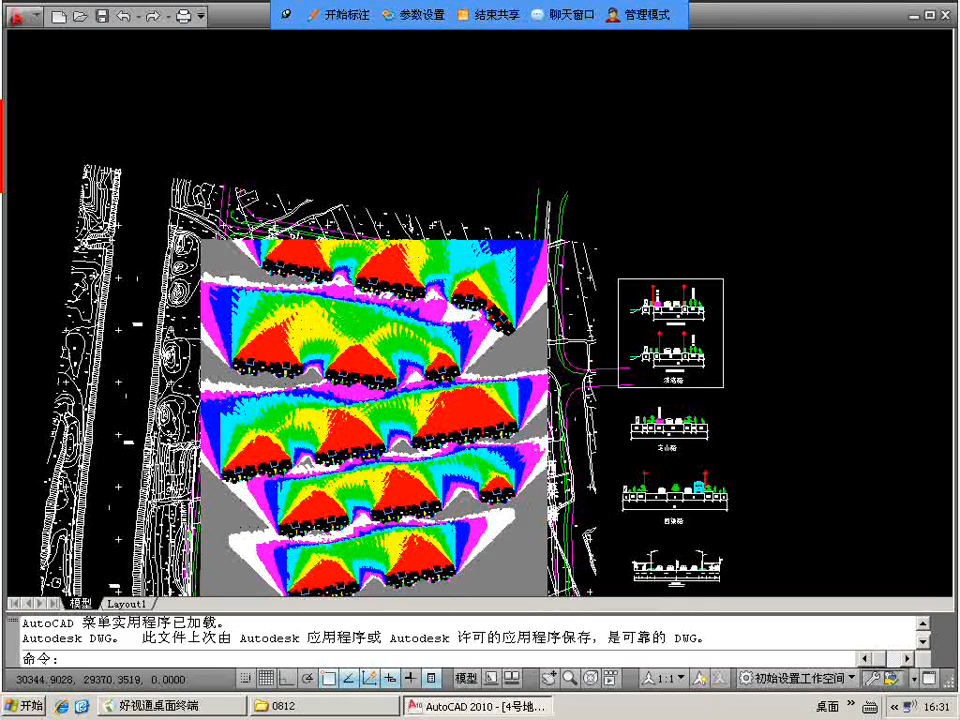 开始标注 参数设置 结束共享 聊天窗口 管理模式
模型 Layout1
AutoCAD 菜单实用程序已加载。
Autodesk DWG。 此文件上次由 Autodesk 应用程序或 Autodesk 许可的应用程序保存，是可靠的 DWG。
命令:
30344.9028, 29370.3519, 0.0000 模型 1:1 初始设置工作空间
开始 好视通桌面终端 0812 AutoCAD 2010 - [4号地... 桌面 16:31